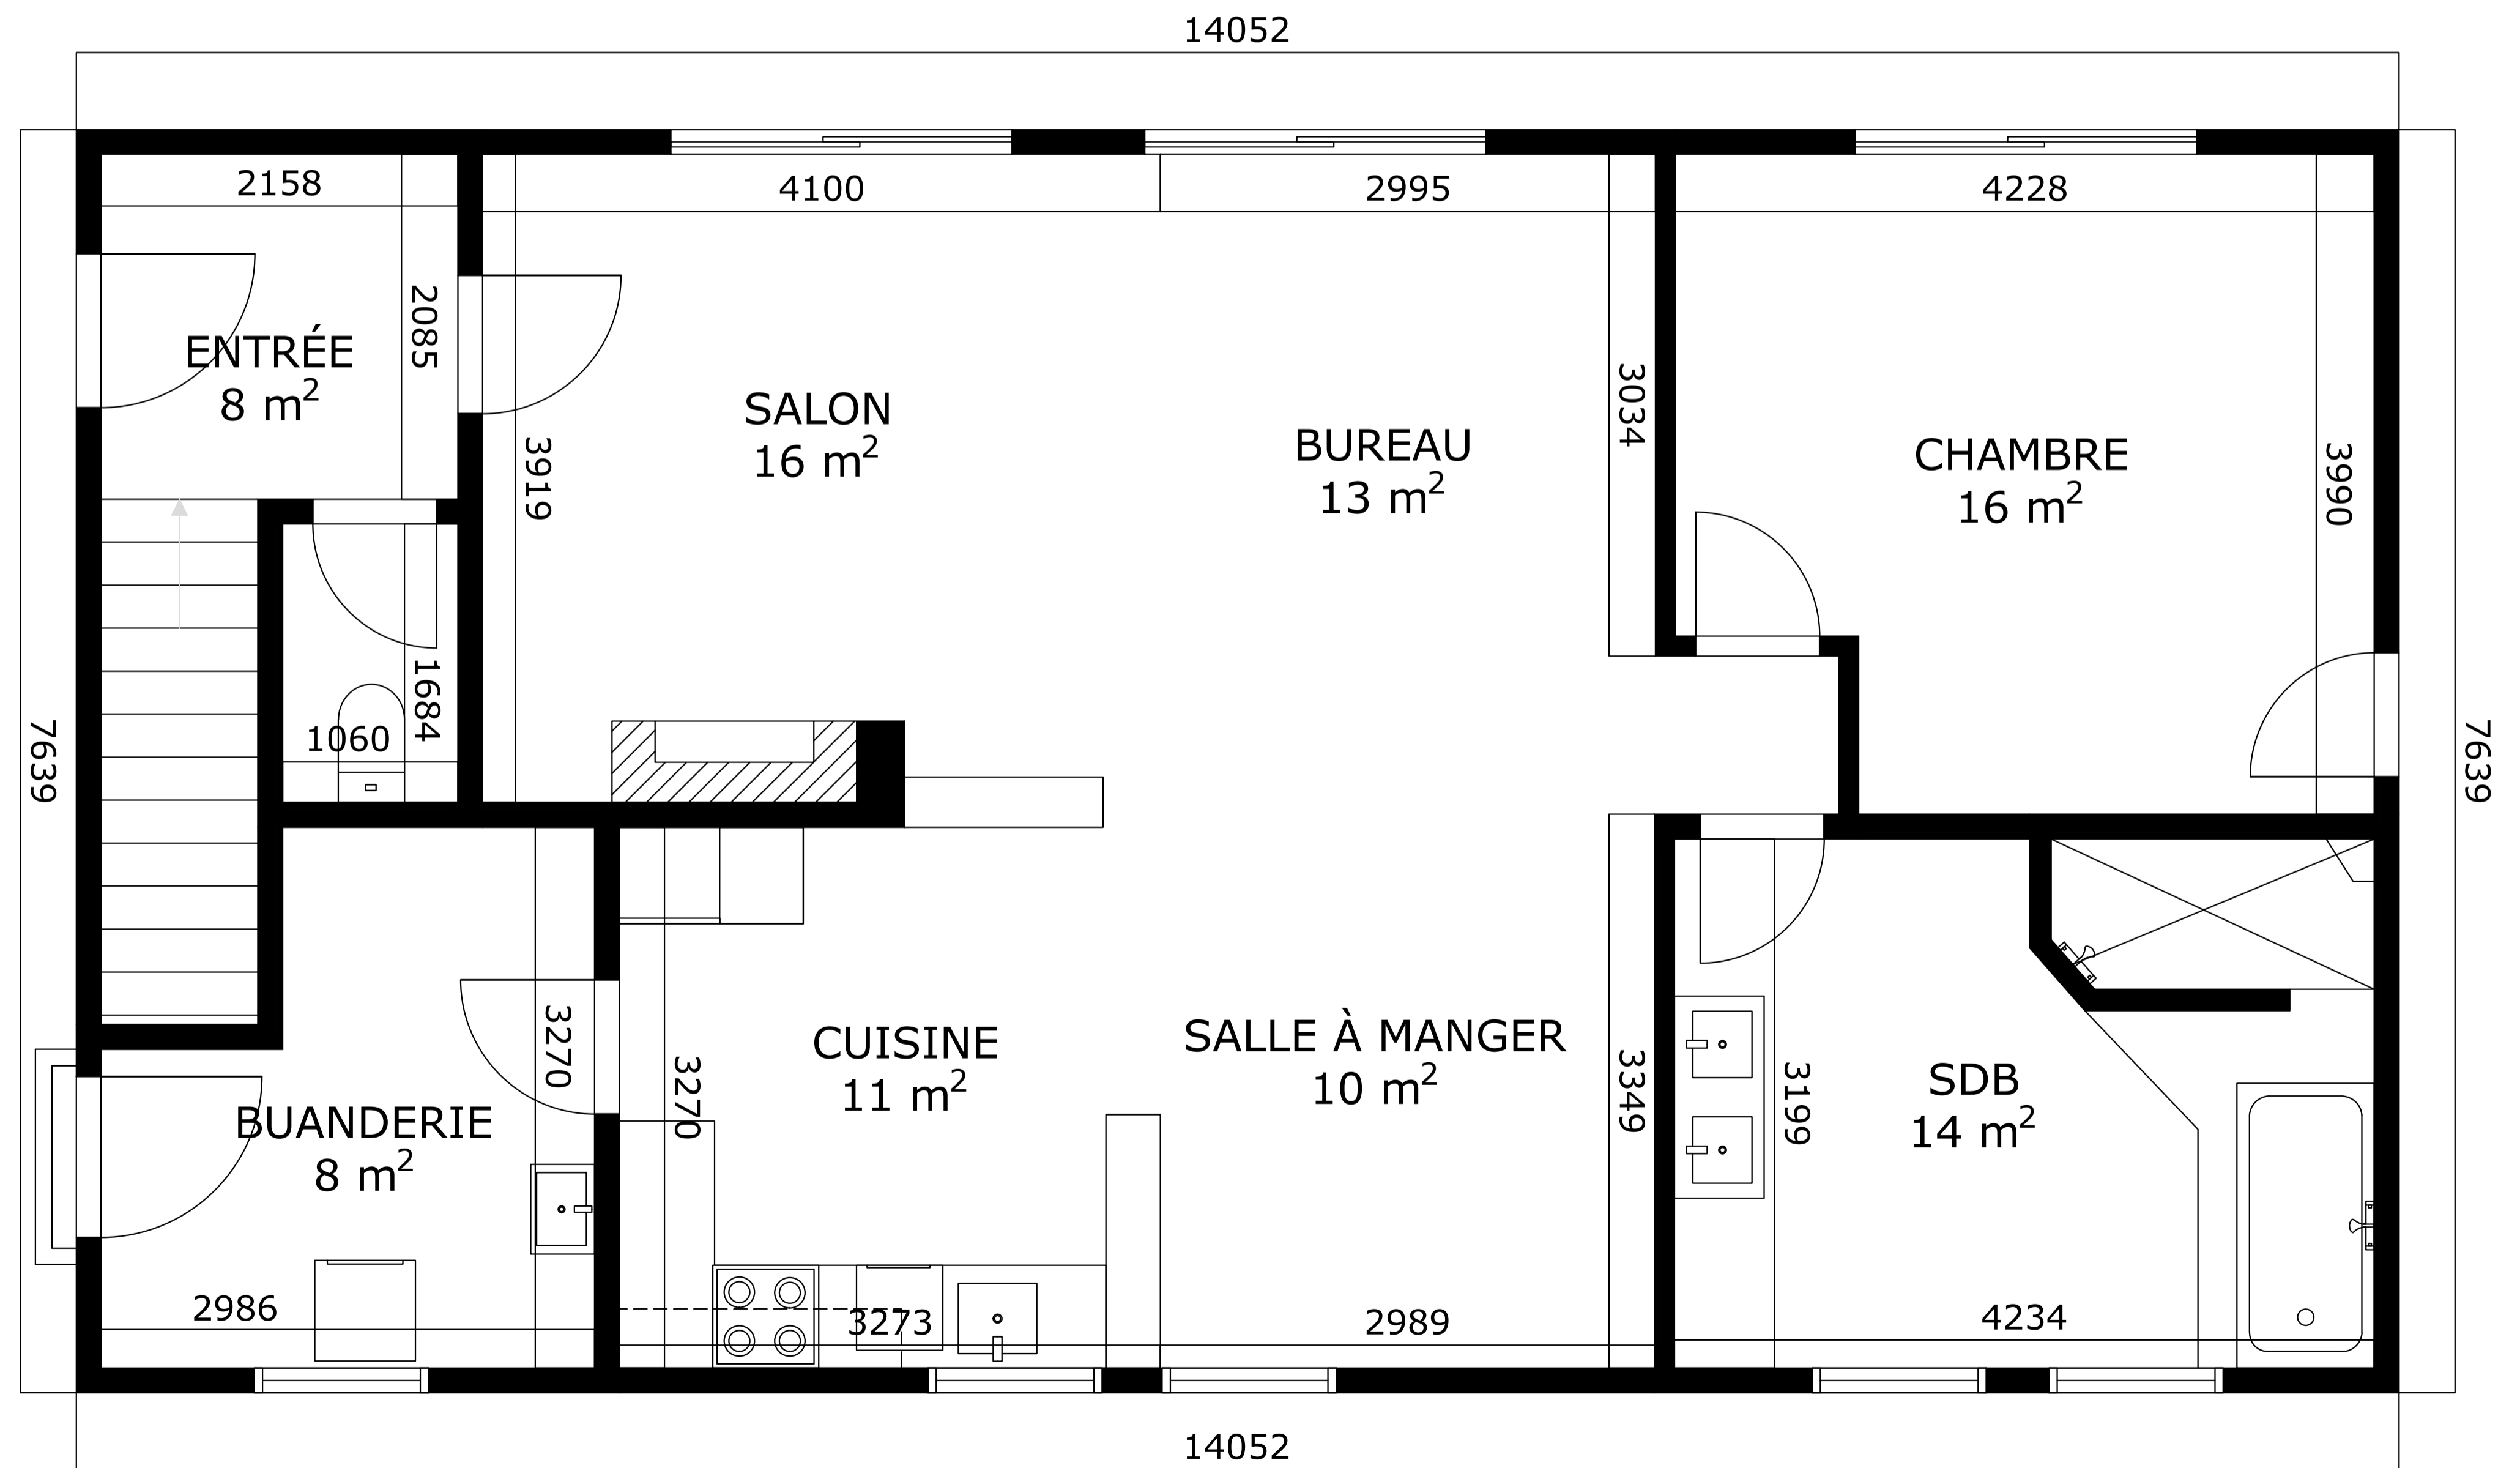 14052
2158
4100
2995
4228
2085
ENTRÉE
8 m²
SALON
16 m²
3919
BUREAU
13 m²
3034
CHAMBRE
16 m²
3990
1684
1060
7639
7639
3270
3270
CUISINE
11 m²
SALLE À MANGER
10 m²
3349
3199
SDB
14 m²
BUANDERIE
8 m²
2986
3273
2989
4234
14052